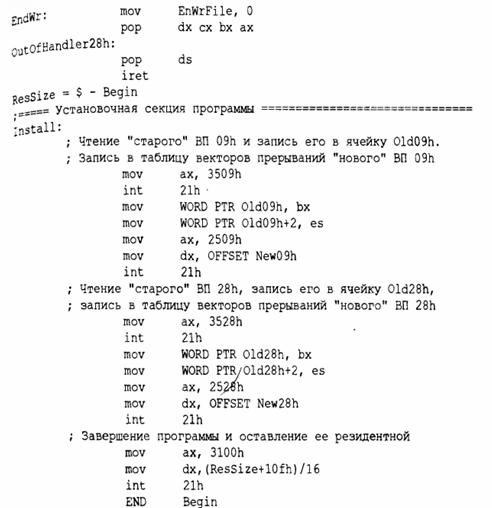 EndWr: mov EnWrFile, 0
pop dx cx bx ax
OutOfHandler28h:
pop ds
iret
ResSize = $ - Begin
;===== Установочная секция программы ===============================
Install:
; Чтение "старого" ВП 09h и запись его в ячейку Old09h.
; Запись в таблицу векторов прерываний "нового" ВП 09h
mov ax, 3509h
int 21h
mov WORD PTR Old09h, bx
mov WORD PTR Old09h+2, es
mov ax, 2509h
mov dx, OFFSET New09h
int 21h
; Чтение "старого" ВП 28h, запись его в ячейку Old28h,
; запись в таблицу векторов прерываний "нового" ВП 28h
mov ax, 3528h
int 21h
mov WORD PTR Old28h, bx
mov WORD PTR Old28h+2, es
mov ax, 2528h
mov dx, OFFSET New28h
int 21h
; Завершение программы и оставление ее резидентной
mov ax, 3100h
mov dx,(ResSize+10fh)/16
int 21h
END Begin